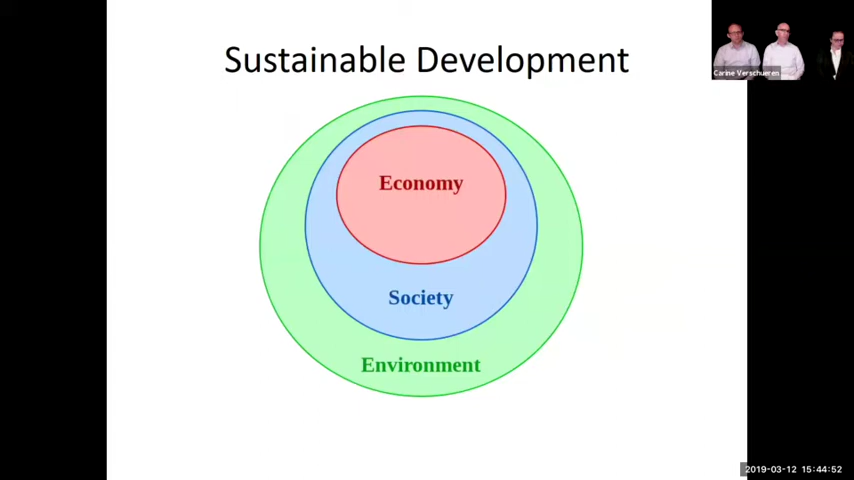 Sustainable Development
Carine Verschueren
Economy
Society
Environment
2019-03-12 15:44:52